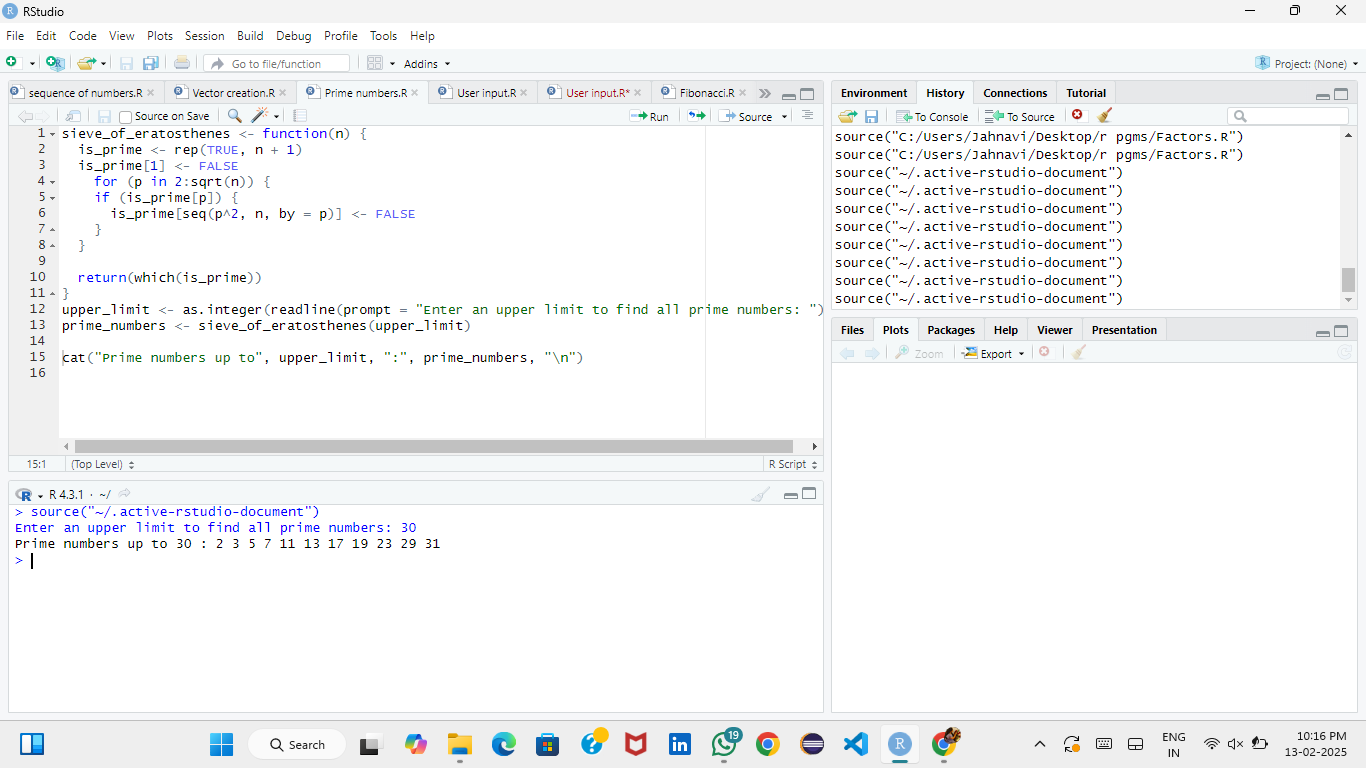 RStudio
File Edit Code View Plots Session Build Debug Profile Tools Help
Go to file/function Addins Project: (None)
sequence of numbers.R Vector creation.R Prime numbers.R User input.R User input.R* Fibonacci.R
Source on Save Run Source
1 sieve_of_eratosthenes <- function(n) {
2 is_prime <- rep(TRUE, n + 1)
3 is_prime[1] <- FALSE
4 for (p in 2:sqrt(n)) {
5 if (is_prime[p]) {
6 is_prime[seq(p^2, n, by = p)] <- FALSE
7 }
8 }
9
10 return(which(is_prime))
11 }
12 upper_limit <- as.integer(readline(prompt = "Enter an upper limit to find all prime numbers: ")
13 prime_numbers <- sieve_of_eratosthenes(upper_limit)
14
15 cat("Prime numbers up to", upper_limit, ":", prime_numbers, "\n")
16
15:1 (Top Level) R Script
R 4.3.1 · ~/
> source("~/.active-rstudio-document")
Enter an upper limit to find all prime numbers: 30
Prime numbers up to 30 : 2 3 5 7 11 13 17 19 23 29 31
>
Environment History Connections Tutorial
To Console To Source
source("C:/Users/Jahnavi/Desktop/r pgms/Factors.R")
source("C:/Users/Jahnavi/Desktop/r pgms/Factors.R")
source("~/.active-rstudio-document")
source("~/.active-rstudio-document")
source("~/.active-rstudio-document")
source("~/.active-rstudio-document")
source("~/.active-rstudio-document")
source("~/.active-rstudio-document")
source("~/.active-rstudio-document")
source("~/.active-rstudio-document")
Files Plots Packages Help Viewer Presentation
Zoom Export
Search 19 ENG 10:16 PM
IN 13-02-2025